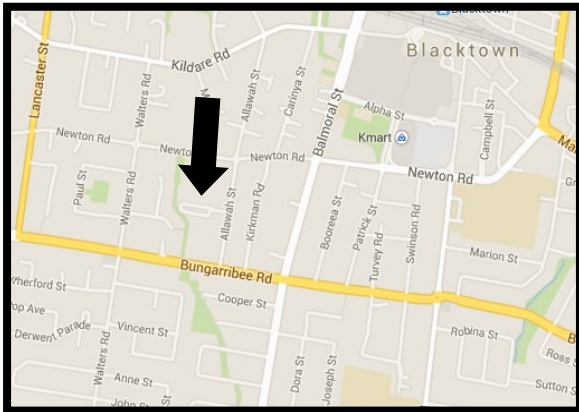 Blacktown
Blacktown
Lancaster St
Kildare Rd
Walters Rd
Allawah St
Carinya St
Balmoral St
Alpha St
Campbell St
Kmart
Newton Rd
Newton Rd
Newton Rd
Paul St
Walters Rd
Allawah St
Kirkman Rd
Booreea St
Patrick St
Turvey Rd
Swinson Rd
Marion St
Bungarribee Rd
Cooper St
Derwent Parade
Vincent St
Walters Rd
Anne St
Dora St
Joseph St
Robina St
Ross
Sutton S